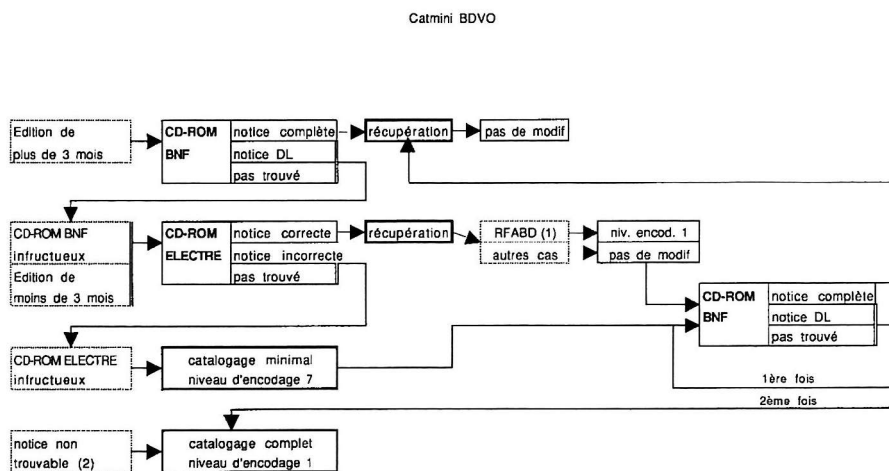 Catmini BDVO
Edition de
plus de 3 mois
CD-ROM
BNF
notice complète
notice DL
pas trouvé
récupération
pas de modif
CD-ROM BNF
infructueux
Edition de
moins de 3 mois
CD-ROM
ELECTRE
notice correcte
notice incorrecte
pas trouvé
récupération
RFABD (1)
autres cas
niv. encod. 1
pas de modif
CD-ROM
BNF
notice complète
notice DL
pas trouvé
CD-ROM ELECTRE
infructueux
catalogage minimal
niveau d'encodage 7
1ère fois
2ème fois
notice non
trouvable (2)
catalogage complet
niveau d'encodage 1